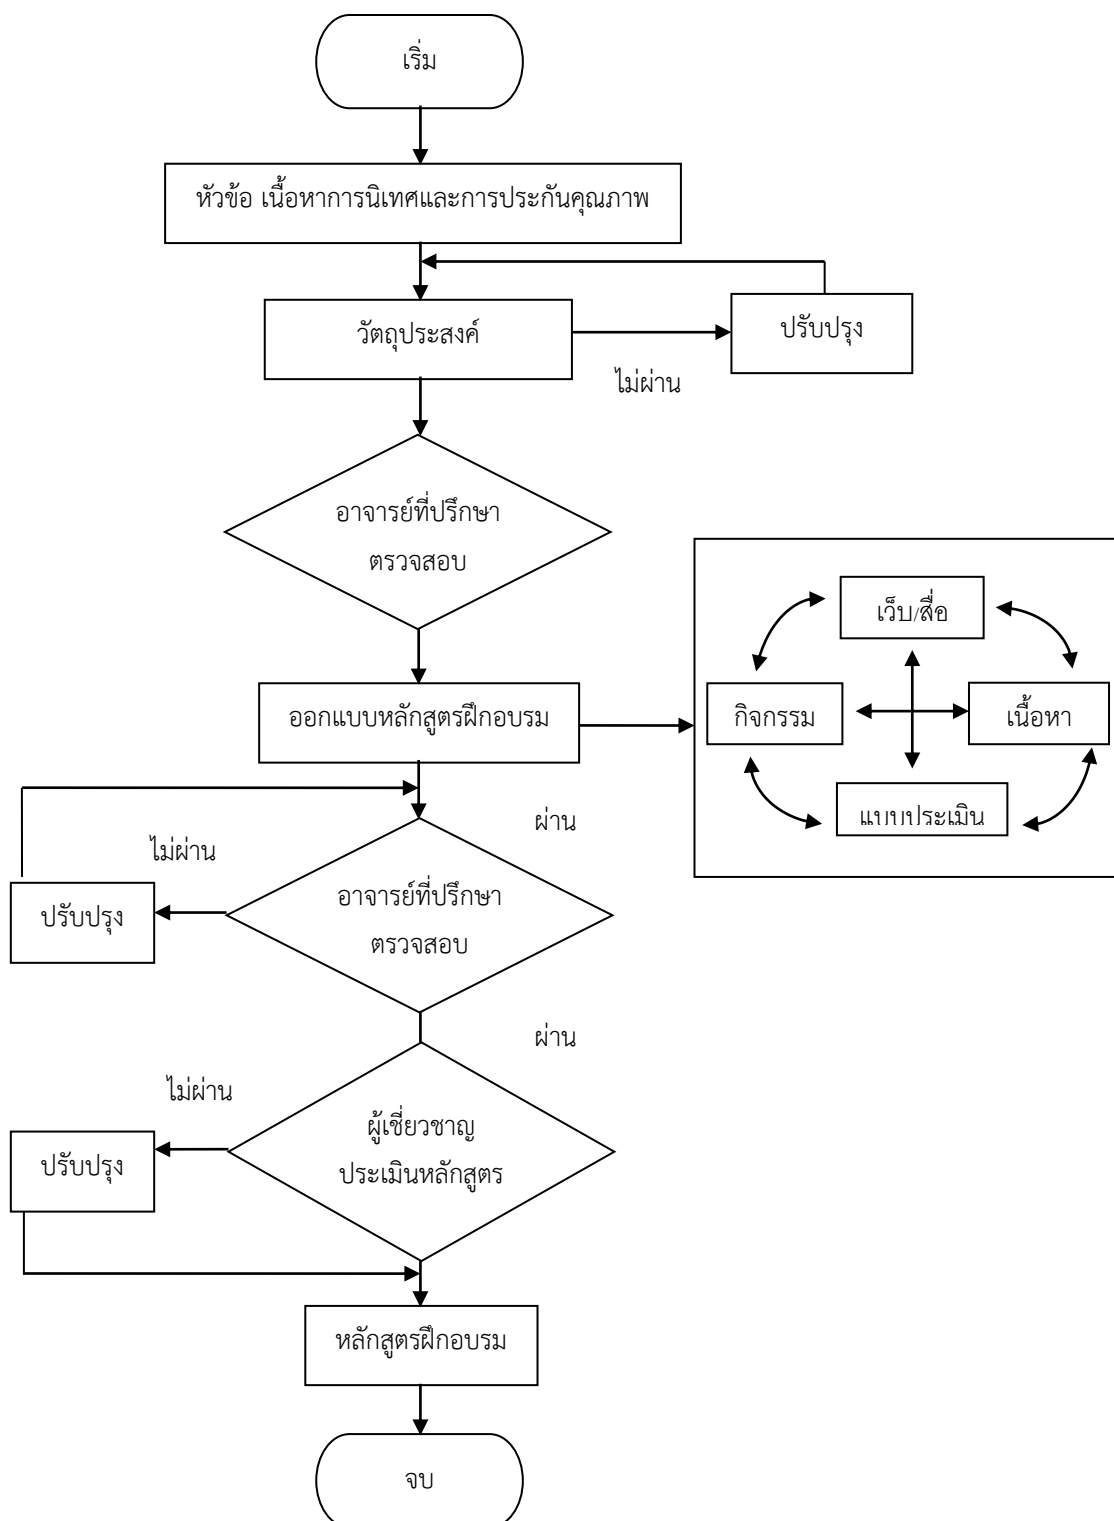 เริ่ม
หัวข้อ เนื้อหาการนิเทศและการประกันคุณภาพ
วัตถุประสงค์
ปรับปรุง
ไม่ผ่าน
อาจารย์ที่ปรึกษา
ตรวจสอบ
เว็บ/สื่อ
กิจกรรม
เนื้อหา
แบบประเมิน
ออกแบบหลักสูตรฝึกอบรม
ผ่าน
ไม่ผ่าน
ปรับปรุง
อาจารย์ที่ปรึกษา
ตรวจสอบ
ผ่าน
ไม่ผ่าน
ปรับปรุง
ผู้เชี่ยวชาญ
ประเมินหลักสูตร
หลักสูตรฝึกอบรม
จบ